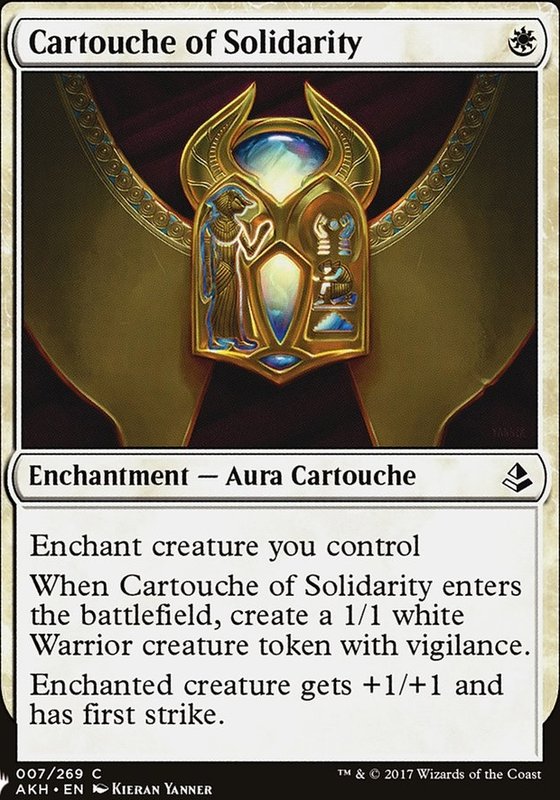 Cartouche of Solidarity
YANNER
Enchantment — Aura Cartouche
Enchant creature you control
When Cartouche of Solidarity enters
the battlefield, create a 1/1 white
Warrior creature token with vigilance.
Enchanted creature gets +1/+1 and
has first strike.
007/269 C
AKH • EN Kieran Yanner
™ & © 2017 Wizards of the Coast